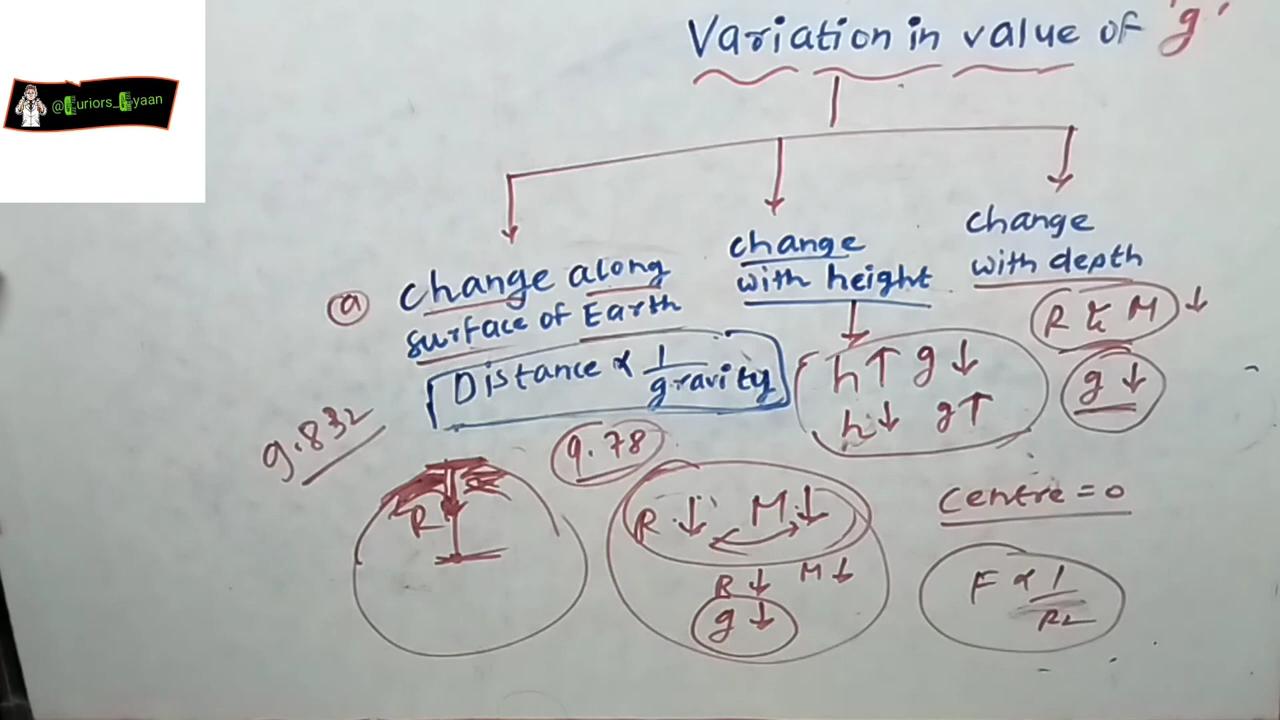 @Curiors_Gyaan
Variation in value of 'g'
ⓐ change along
surface of Earth
Distance ∝ 1/gravity
change
with height
h↑ g↓
h↓ g↑
change
with depth
R & M ↓
g ↓
9.832
9.78
R
R ↓ M ↓
R ↓ M ↓
g ↓
Centre = 0
F ∝ 1/R2